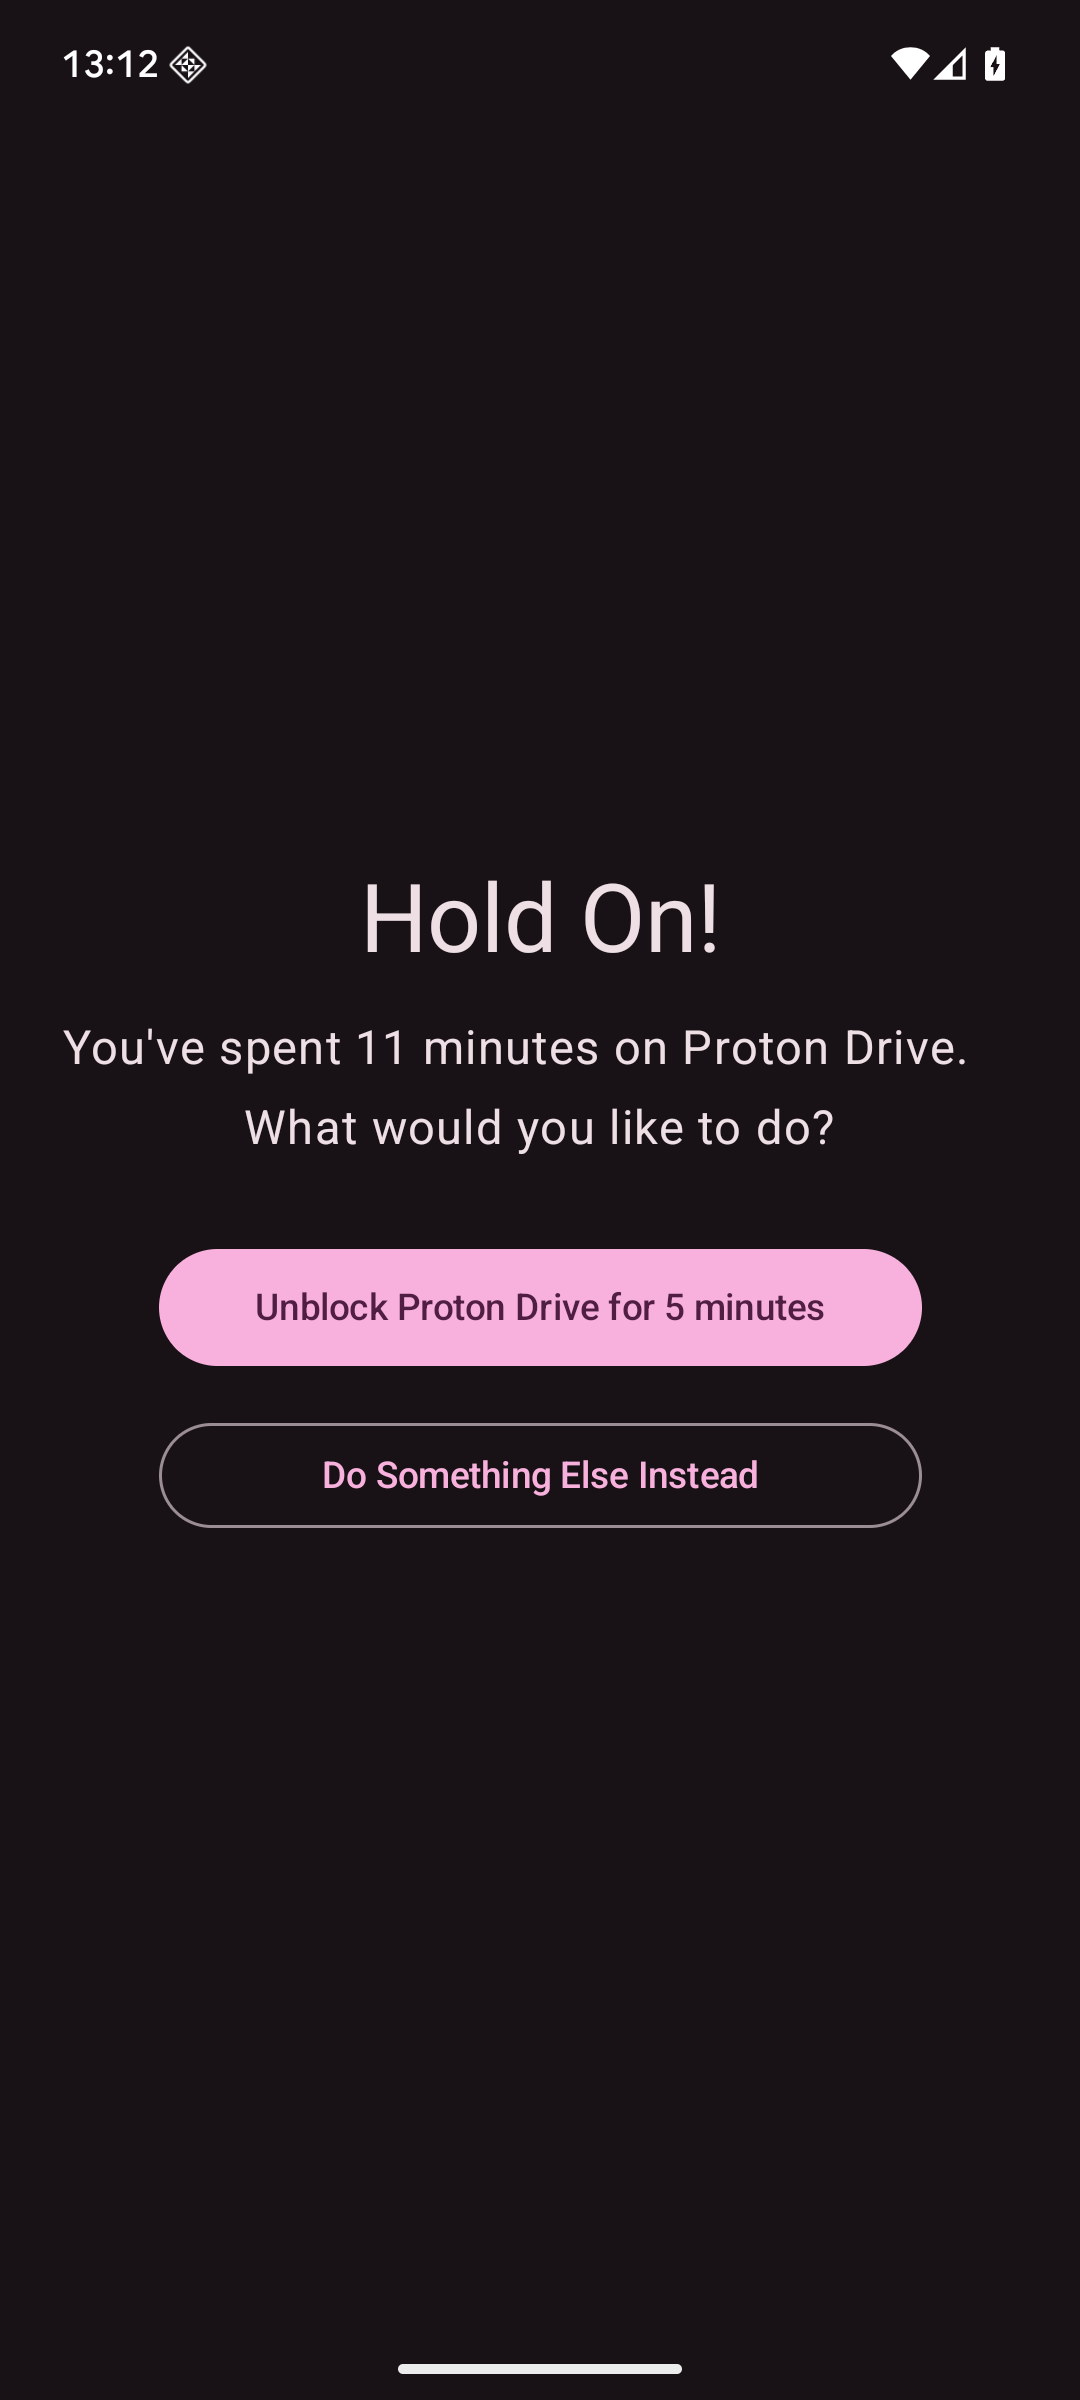 13:12
Hold On!
You've spent 11 minutes on Proton Drive.
What would you like to do?
Unblock Proton Drive for 5 minutes
Do Something Else Instead